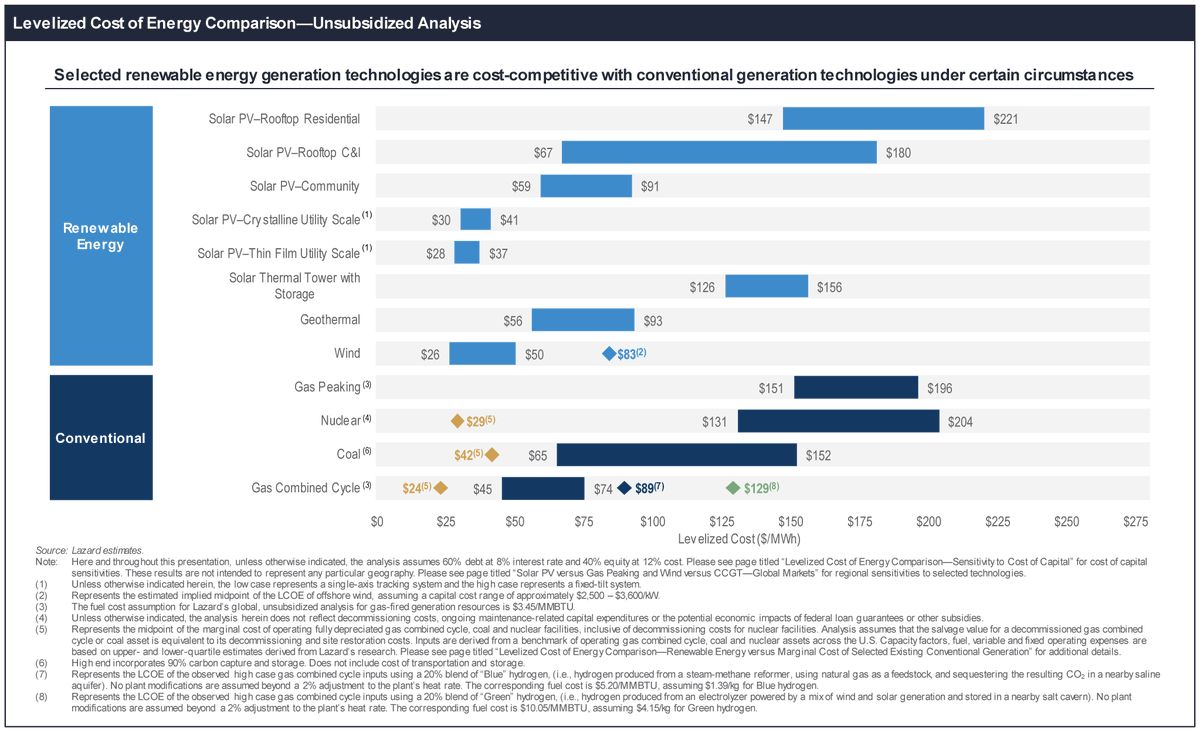 Levelized Cost of Energy Comparison—Unsubsidized Analysis
Selected renewable energy generation technologies are cost-competitive with conventional generation technologies under certain circumstances
Renewable
Energy
Solar PV–Rooftop Residential $147 $221
Solar PV–Rooftop C&I $67 $180
Solar PV–Community $59 $91
Solar PV–Crystalline Utility Scale (1) $30 $41
Solar PV–Thin Film Utility Scale (1) $28 $37
Solar Thermal Tower with
Storage $126 $156
Geothermal $56 $93
Wind $26 $50 $83(2)
Conventional
Gas Peaking (3) $151 $196
Nuclear (4) $29(5) $131 $204
Coal (6) $42(5) $65 $152
Gas Combined Cycle (3) $24(5) $45 $74 $89(7) $129(8)
$0 $25 $50 $75 $100 $125 $150 $175 $200 $225 $250 $275
Levelized Cost ($/MWh)
Source: Lazard estimates.
Note: Here and throughout this presentation, unless otherwise indicated, the analysis assumes 60% debt at 8% interest rate and 40% equity at 12% cost. Please see page titled “Levelized Cost of Energy Comparison—Sensitivity to Cost of Capital” for cost of capital
sensitivities. These results are not intended to represent any particular geography. Please see page titled “Solar PV versus Gas Peaking and Wind versus CCGT—Global Markets” for regional sensitivities to selected technologies.
(1) Unless otherwise indicated herein, the low case represents a single-axis tracking system and the high case represents a fixed-tilt system.
(2) Represents the estimated implied midpoint of the LCOE of offshore wind, assuming a capital cost range of approximately $2,500 – $3,600/kW.
(3) The fuel cost assumption for Lazard’s global, unsubsidized analysis for gas-fired generation resources is $3.45/MMBTU.
(4) Unless otherwise indicated, the analysis herein does not reflect decommissioning costs, ongoing maintenance-related capital expenditures or the potential economic impacts of federal loan guarantees or other subsidies.
(5) Represents the midpoint of the marginal cost of operating fully depreciated gas combined cycle, coal and nuclear facilities, inclusive of decommissioning costs for nuclear facilities. Analysis assumes that the salvage value for a decommissioned gas combined
cycle or coal asset is equivalent to its decommissioning and site restoration costs. Inputs are derived from a benchmark of operating gas combined cycle, coal and nuclear assets across the U.S. Capacity factors, fuel, variable and fixed operating expenses are
based on upper- and lower-quartile estimates derived from Lazard’s research. Please see page titled “Levelized Cost of Energy Comparison—Renewable Energy versus Marginal Cost of Selected Existing Conventional Generation” for additional details.
(6) High end incorporates 90% carbon capture and storage. Does not include cost of transportation and storage.
(7) Represents the LCOE of the observed high case gas combined cycle inputs using a 20% blend of “Blue” hydrogen, (i.e., hydrogen produced from a steam-methane reformer, using natural gas as a feedstock, and sequestering the resulting CO₂ in a nearby saline
aquifer). No plant modifications are assumed beyond a 2% adjustment to the plant’s heat rate. The corresponding fuel cost is $5.20/MMBTU, assuming $1.39/kg for Blue hydrogen.
(8) Represents the LCOE of the observed high case gas combined cycle inputs using a 20% blend of “Green” hydrogen, (i.e., hydrogen produced from an electrolyzer powered by a mix of wind and solar generation and stored in a nearby salt cavern). No plant
modifications are assumed beyond a 2% adjustment to the plant’s heat rate. The corresponding fuel cost is $10.05/MMBTU, assuming $4.15/kg for Green hydrogen.